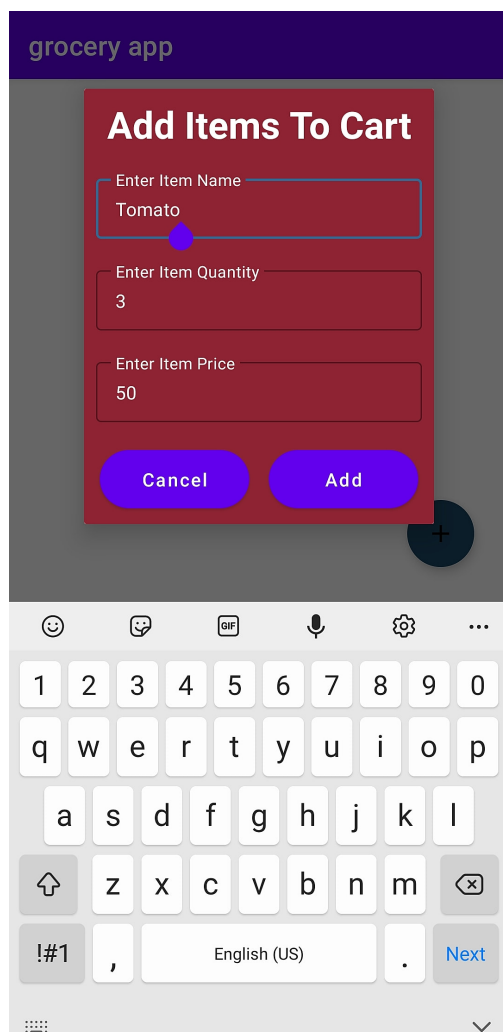 grocery app
Add Items To Cart
Enter Item Name
Tomato
Enter Item Quantity
3
Enter Item Price
50
Cancel Add
+
GIF
1 2 3 4 5 6 7 8 9 0
q w e r t y u i o p
a s d f g h j k l
z x c v b n m
!#1 , English (US) . Next